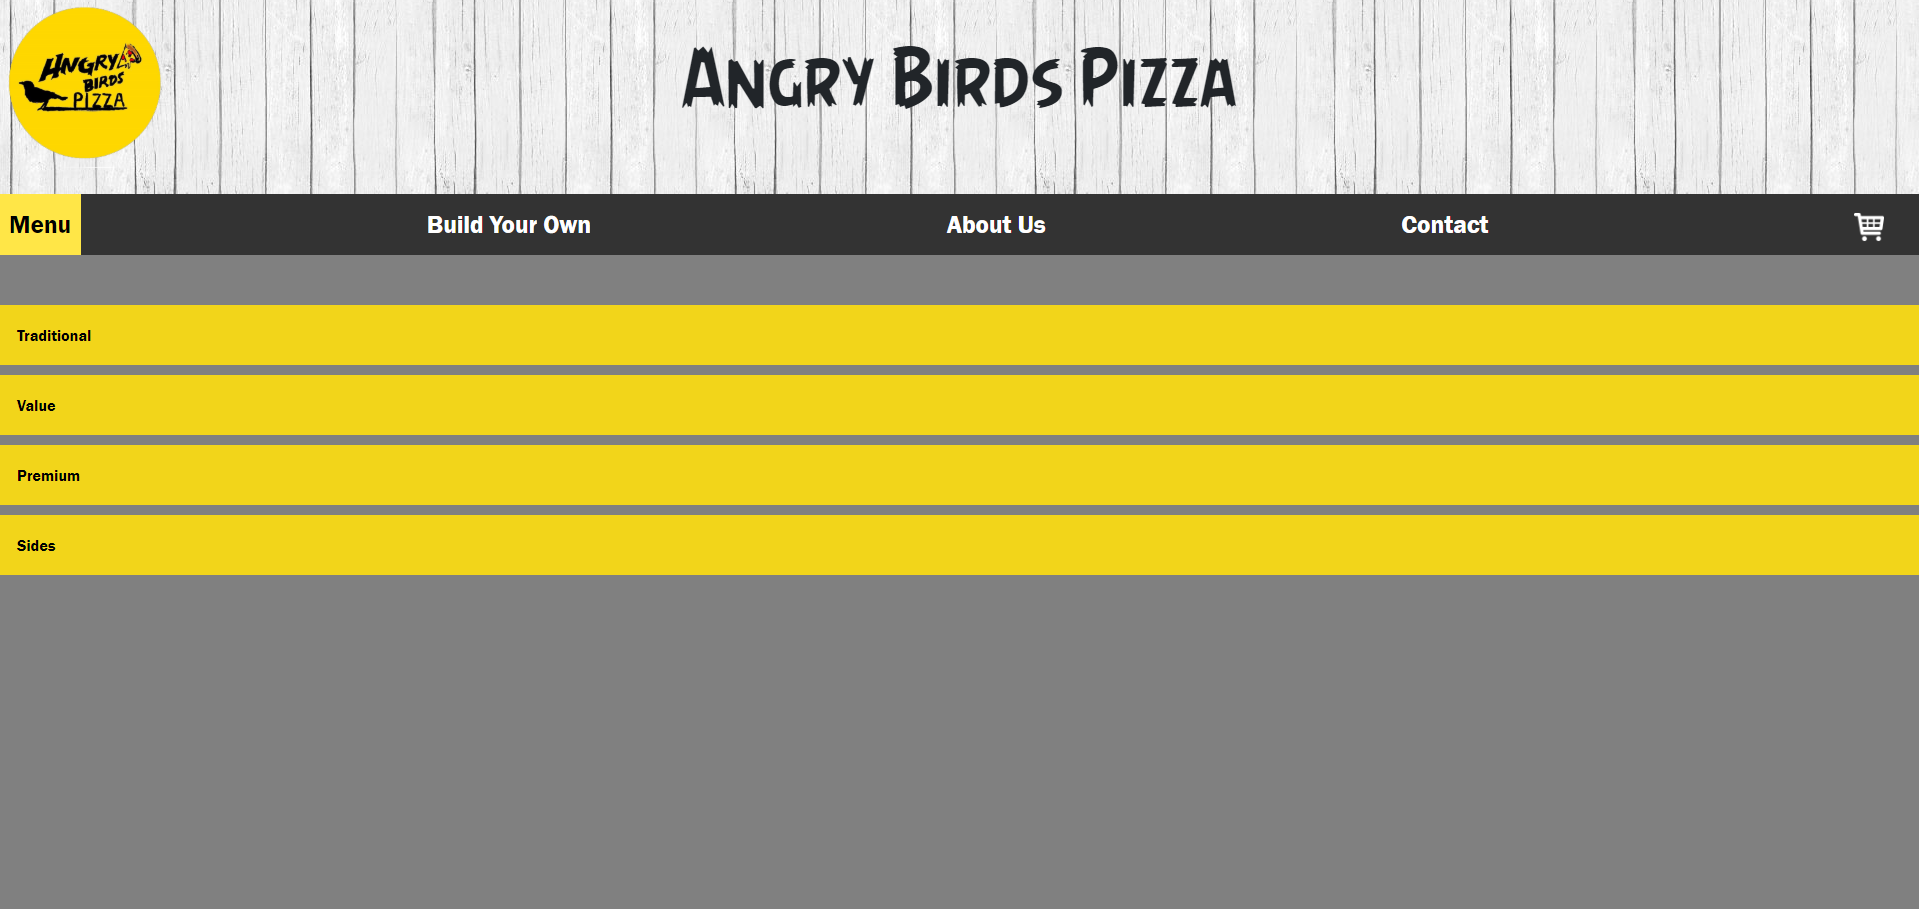 ANGRY
BIRDS
PIZZA
Angry Birds Pizza
Menu Build Your Own About Us Contact
Traditional
Value
Premium
Sides